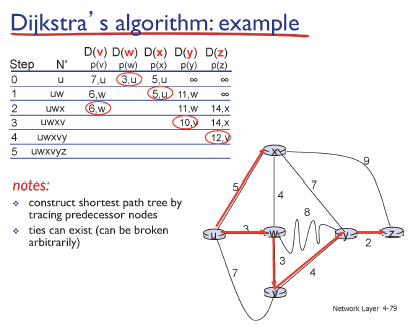 Dijkstra's algorithm: example
D(v) D(w) D(x) D(y) D(z)
Step N' p(v) p(w) p(x) p(y) p(z)
0 u 7,u 3,u 5,u ∞ ∞
1 uw 6,w 5,u 11,w ∞
2 uwx 6,w 11,w 14,x
3 uwxv 10,v 14,x
4 uwxvy 12,y
5 uwxvyz
notes:
❖ construct shortest path tree by
tracing predecessor nodes
❖ ties can exist (can be broken
arbitrarily)
x
9
5
4
7
8
u
3
w
y
2
z
3
7
4
v
Network Layer 4-79